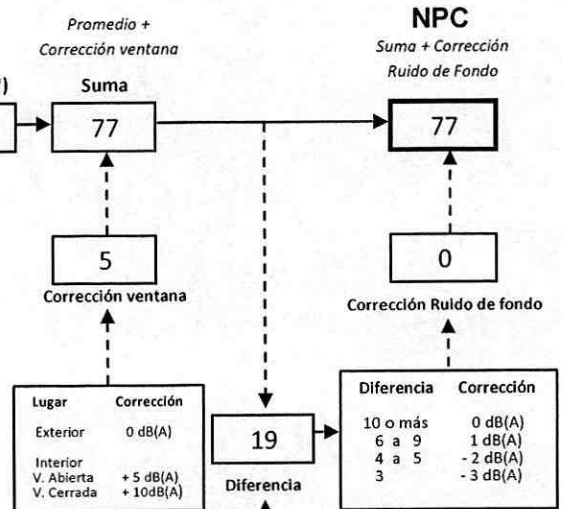 Promedio +
Corrección ventana
Suma
77
5
Corrección ventana
Lugar Corrección
Exterior 0 dB(A)
Interior
V. Abierta + 5 dB(A)
V. Cerrada + 10dB(A)
19
Diferencia
NPC
Suma + Corrección
Ruido de Fondo
77
0
Corrección Ruido de fondo
Diferencia Corrección
10 o más 0 dB(A)
6 a 9 1 dB(A)
4 a 5 - 2 dB(A)
3 - 3 dB(A)